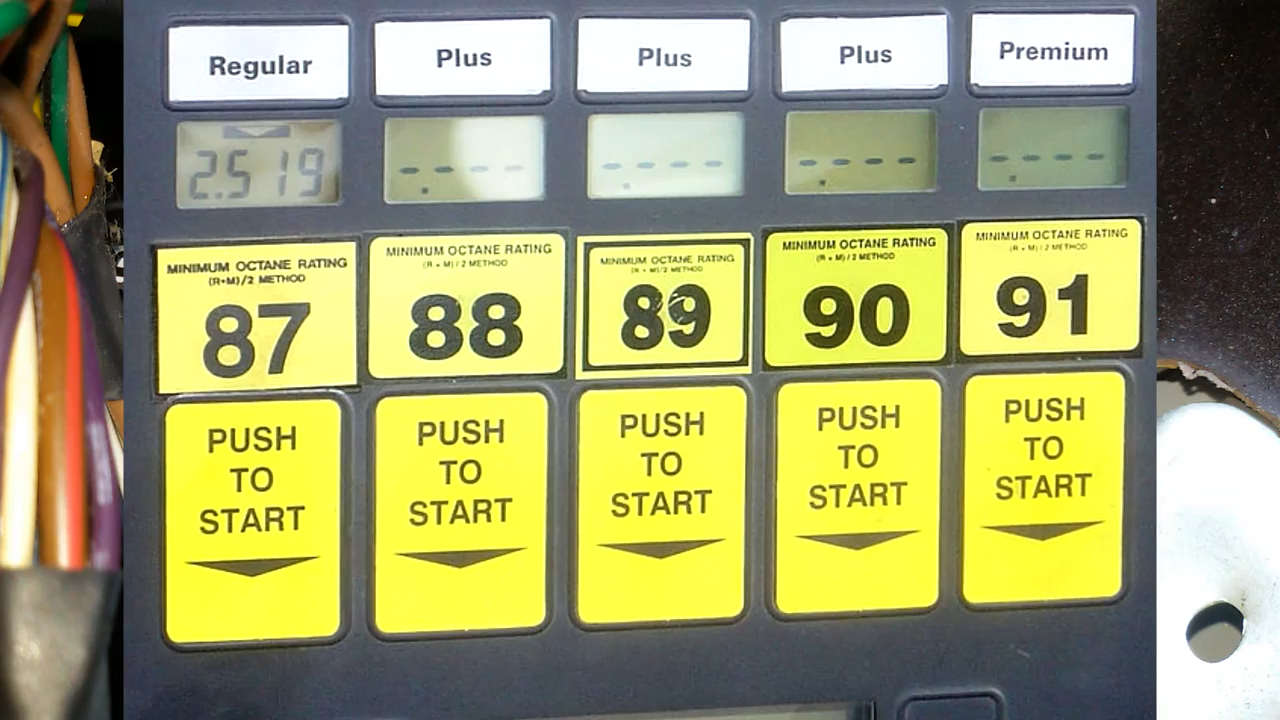 Regular
Plus
Plus
Plus
Premium
2.519
- - - -
- - - -
- - - -
- - - -
MINIMUM OCTANE RATING
(R+M)/2 METHOD
87
MINIMUM OCTANE RATING
(R + M) / 2 METHOD
88
MINIMUM OCTANE RATING
(R + M)/2 METHOD
89
MINIMUM OCTANE RATING
(R + M) / 2 METHOD
90
MINIMUM OCTANE RATING
(R + M) / 2 METHOD
91
PUSH
TO
START
PUSH
TO
START
PUSH
TO
START
PUSH
TO
START
PUSH
TO
START